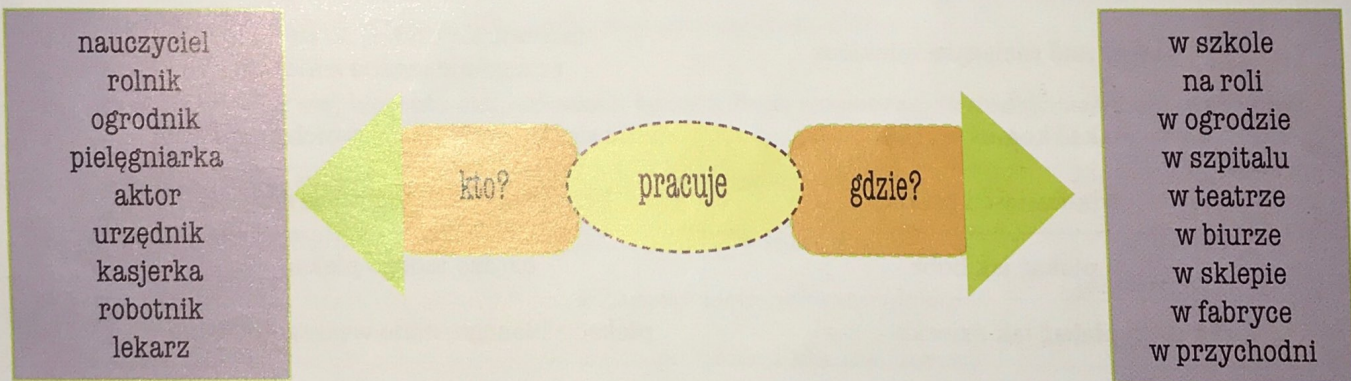 nauczyciel
rolnik
ogrodnik
pielęgniarka
aktor
urzędnik
kasjerka
robotnik
lekarz
kto?
pracuje
gdzie?
w szkole
na roli
w ogrodzie
w szpitalu
w teatrze
w biurze
w sklepie
w fabryce
w przychodni